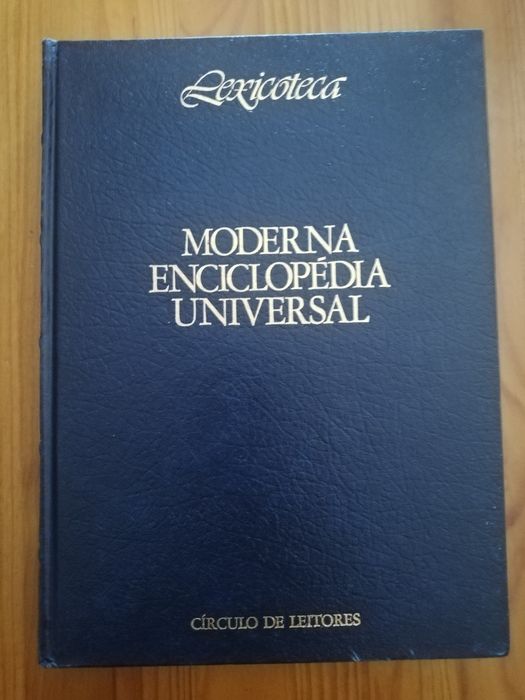 Lexicoteca
MODERNA
ENCICLOPÉDIA
UNIVERSAL
CÍRCULO DE LEITORES